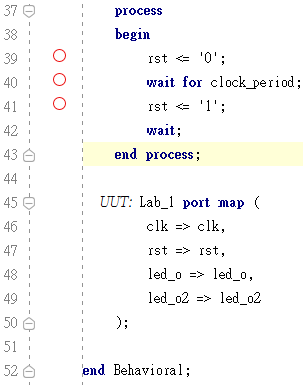 37 process
38 begin
39 rst <= '0';
40 wait for clock_period;
41 rst <= '1';
42 wait;
43 end process;
44
45 UUT: Lab_1 port map (
46 clk => clk,
47 rst => rst,
48 led_o => led_o,
49 led_o2 => led_o2
50 );
51
52 end Behavioral;